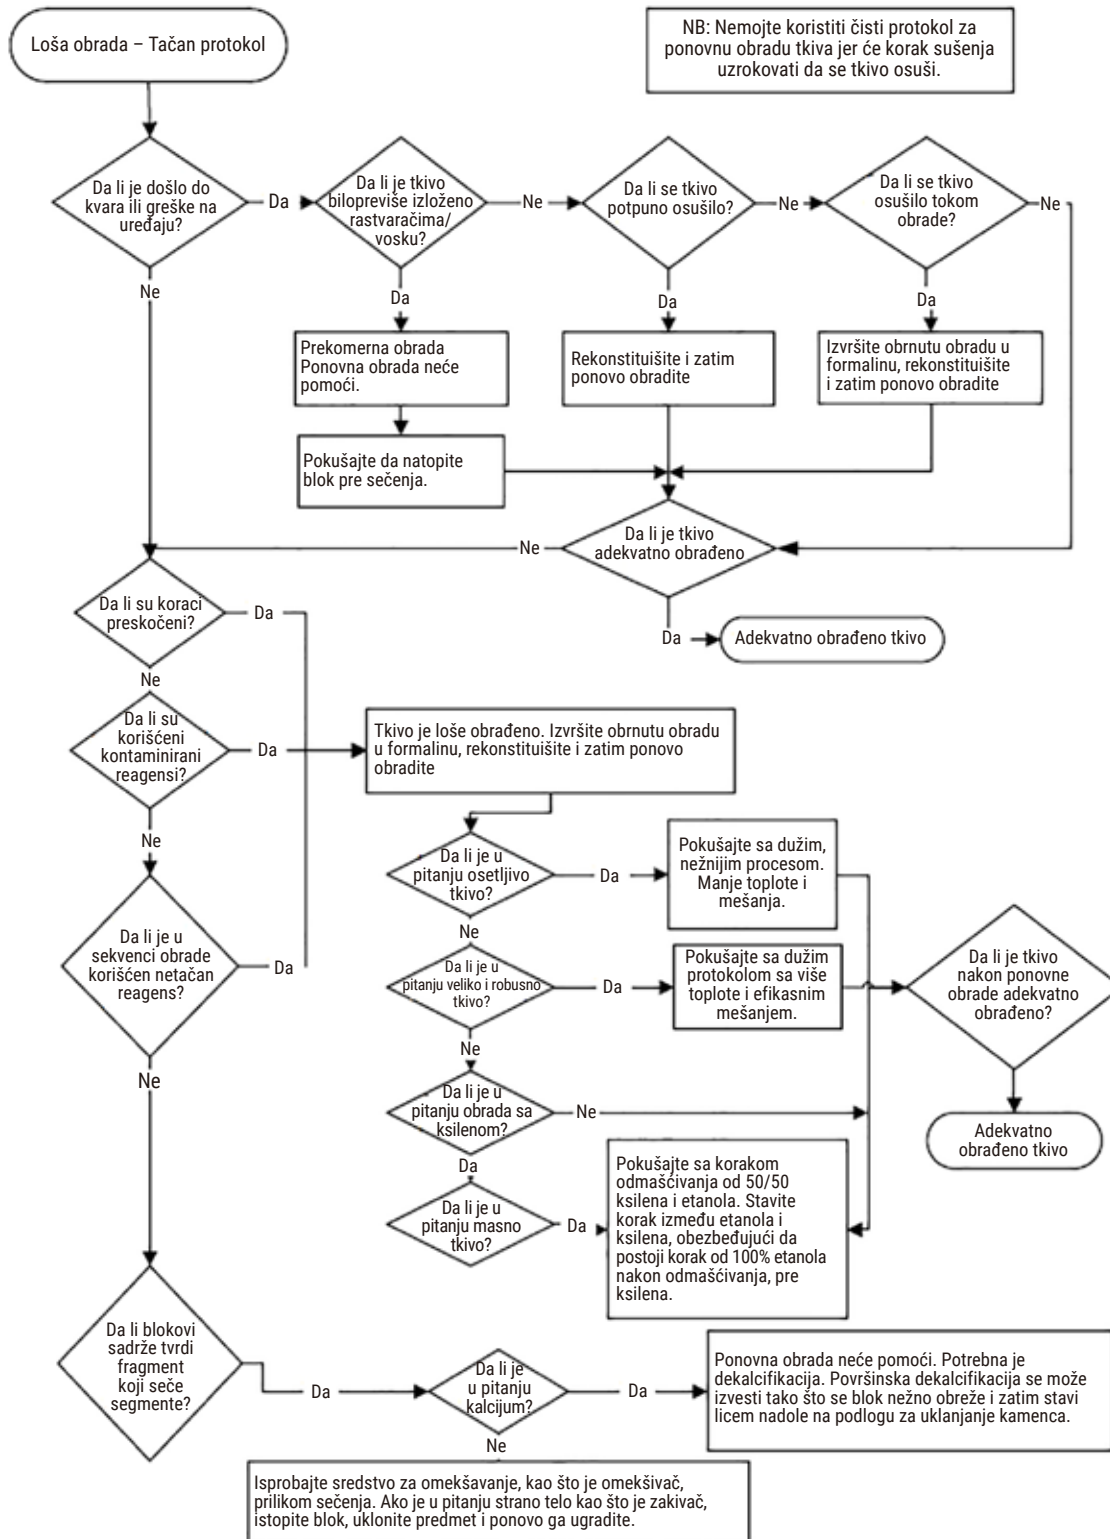 Loša obrada – Tačan protokol
NB: Nemojte koristiti čisti protokol za
ponovnu obradu tkiva jer će korak sušenja
uzrokovati da se tkivo osuši.
Da li je došlo do
kvara ili greške na
uređaju?
Da
Ne
Da li je tkivo
bilopreviše izloženo
rastvaračima/
vosku?
Ne
Da
Da li se tkivo
potpuno osušilo?
Ne
Da
Da li se tkivo
osušilo tokom
obrade?
Ne
Da
Prekomerna obrada
Ponovna obrada neće
pomoći.
Rekonstituišite i zatim
ponovo obradite
Izvršite obrnutu obradu u
formalinu, rekonstituišite
i zatim ponovo obradite
Pokušajte da natopite
blok pre sečenja.
Da li je tkivo
adekvatno obrađeno
Ne
Da
Adekvatno obrađeno tkivo
Da li su koraci
preskočeni?
Da
Ne
Da li su
korišćeni
kontaminirani
reagensi?
Da
Ne
Tkivo je loše obrađeno. Izvršite obrnutu obradu
u formalinu, rekonstituišite i zatim ponovo
obradite
Da li je u
sekvenci obrade
korišćen netačan
reagens?
Da
Ne
Da li je u
pitanju osetljivo
tkivo?
Da
Ne
Pokušajte sa dužim,
nežnijim procesom.
Manje toplote i
mešanja.
Da li je u
pitanju veliko i robusno
tkivo?
Da
Ne
Pokušajte sa dužim
protokolom sa više
toplote i efikasnim
mešanjem.
Da li je tkivo
nakon ponovne
obrade adekvatno
obrađeno?
Adekvatno
obrađeno tkivo
Da li je u
pitanju obrada sa
ksilenom?
Ne
Da
Da li je u
pitanju masno
tkivo?
Da
Pokušajte sa korakom
odmašćivanja od 50/50
ksilena i etanola. Stavite
korak između etanola i
ksilena, obezbeđujući da
postoji korak od 100% etanola
nakon odmašćivanja, pre
ksilena.
Da li blokovi
sadrže tvrdi
fragment
koji seče
segmente?
Da
Da li je
u pitanju
kalcijum?
Da
Ne
Ponovna obrada neće pomoći. Potrebna je
dekalcifikacija. Površinska dekalcifikacija se može
izvesti tako što se blok nežno obreže i zatim stavi
licem nadole na podlogu za uklanjanje kamenca.
Isprobajte sredstvo za omekšavanje, kao što je omekšivač,
prilikom sečenja. Ako je u pitanju strano telo kao što je zakivač,
istopite blok, uklonite predmet i ponovo ga ugradite.